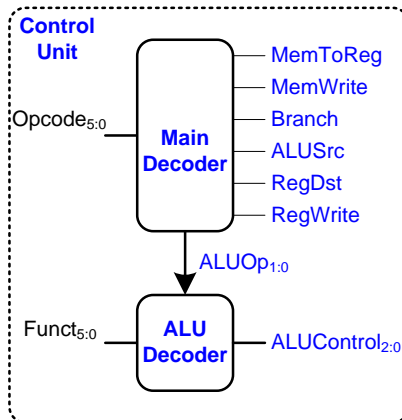 Control
Unit
MemToReg
MemWrite
Opcode5:0
Branch
Main
Decoder
ALUSrc
RegDst
RegWrite
ALUOp1:0
Funct5:0
ALU
Decoder
ALUControl2:0